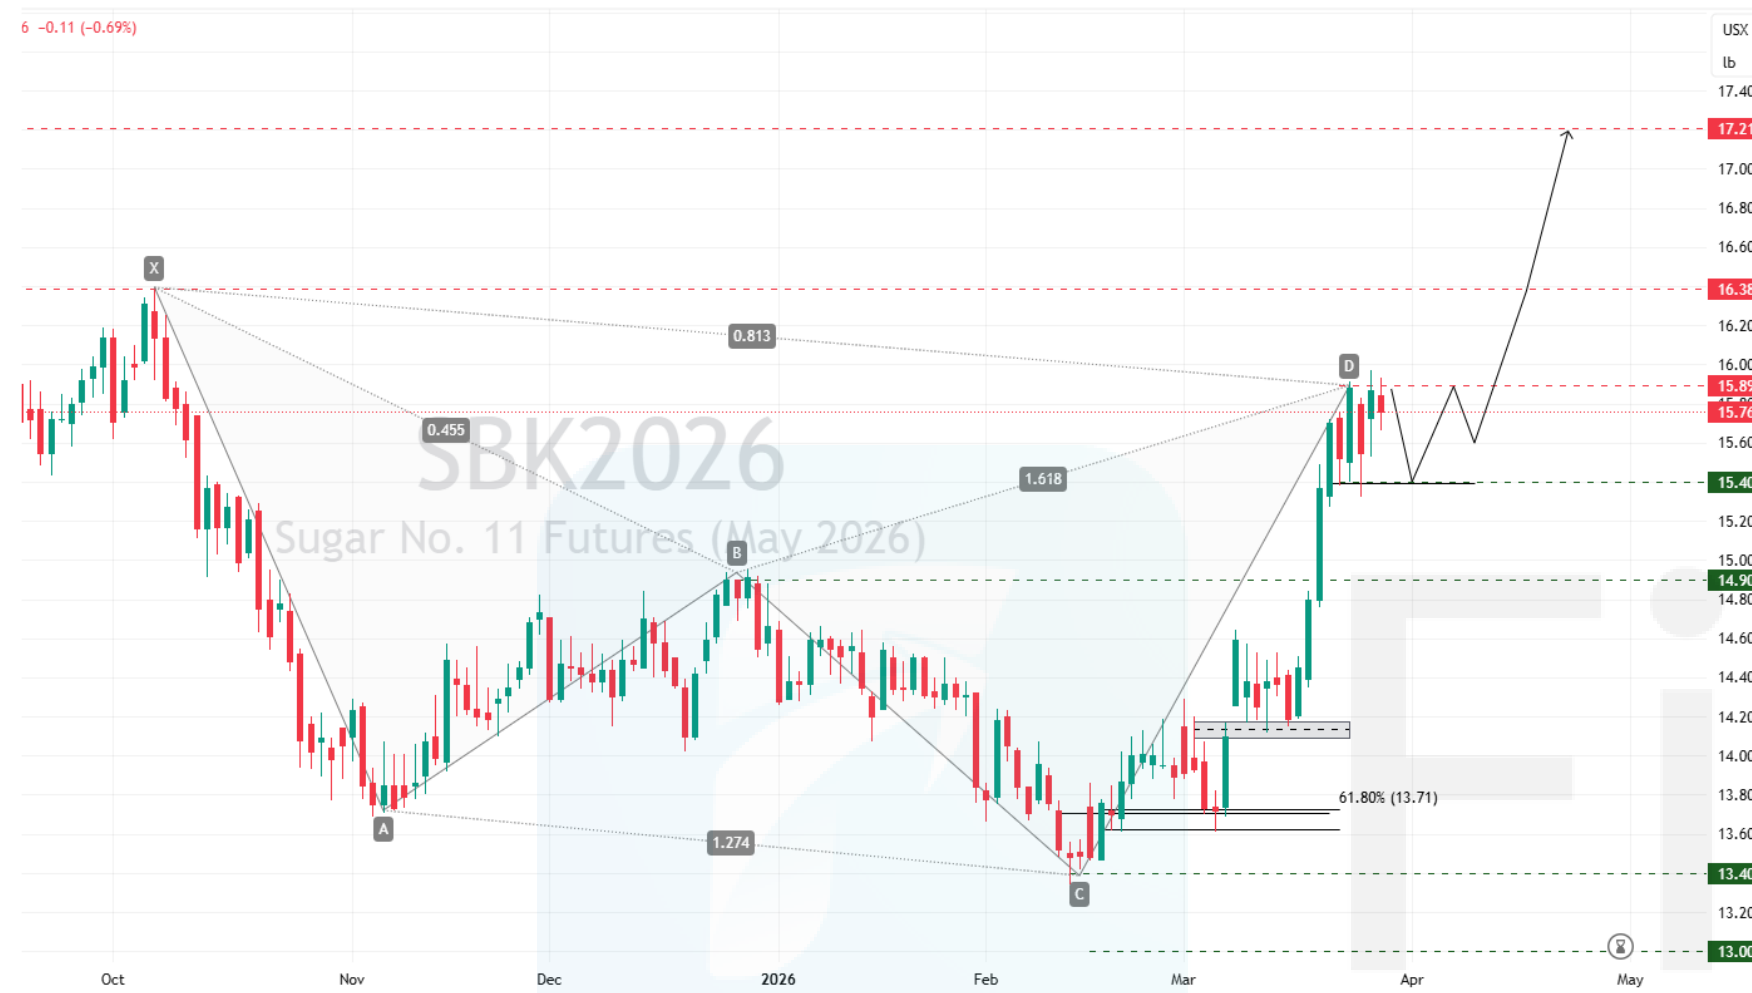 6 −0.11 (−0.69%)
USX
lb
17.40
17.21
17.00
16.80
16.60
16.38
16.20
16.00
15.89
15.76
15.60
15.40
15.20
15.00
14.90
14.80
14.60
14.40
14.20
14.00
13.80
13.60
13.40
13.20
13.00
X
0.813
D
0.455
SBK2026
1.618
Sugar No. 11 Futures (May 2026)
B
61.80% (13.71)
A
1.274
C
Fi
Oct
Nov
Dec
2026
Feb
Mar
Apr
May